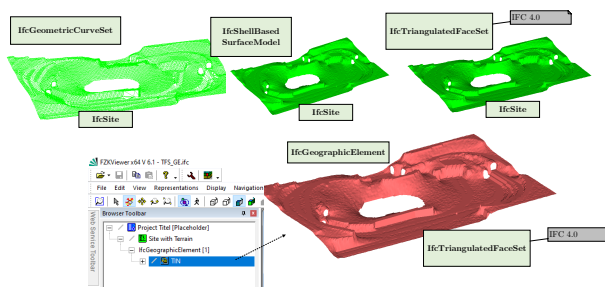 IfcGeometricCurveSet
IfcShellBased
SurfaceModel
IfcTriangulatedFaceSet
IFC 4.0
IfcSite
IfcSite
IfcSite
IfcGeographicElement
FZKViewer x64 V 6.1 - TFS_GE.ifc
File Edit View Representations Display Navigation
Browser Toolbar
Web Service Toolbar
Project Titel [Placeholder]
Site with Terrain
IfcGeographicElement [1]
TIN
IfcTriangulatedFaceSet
IFC 4.0